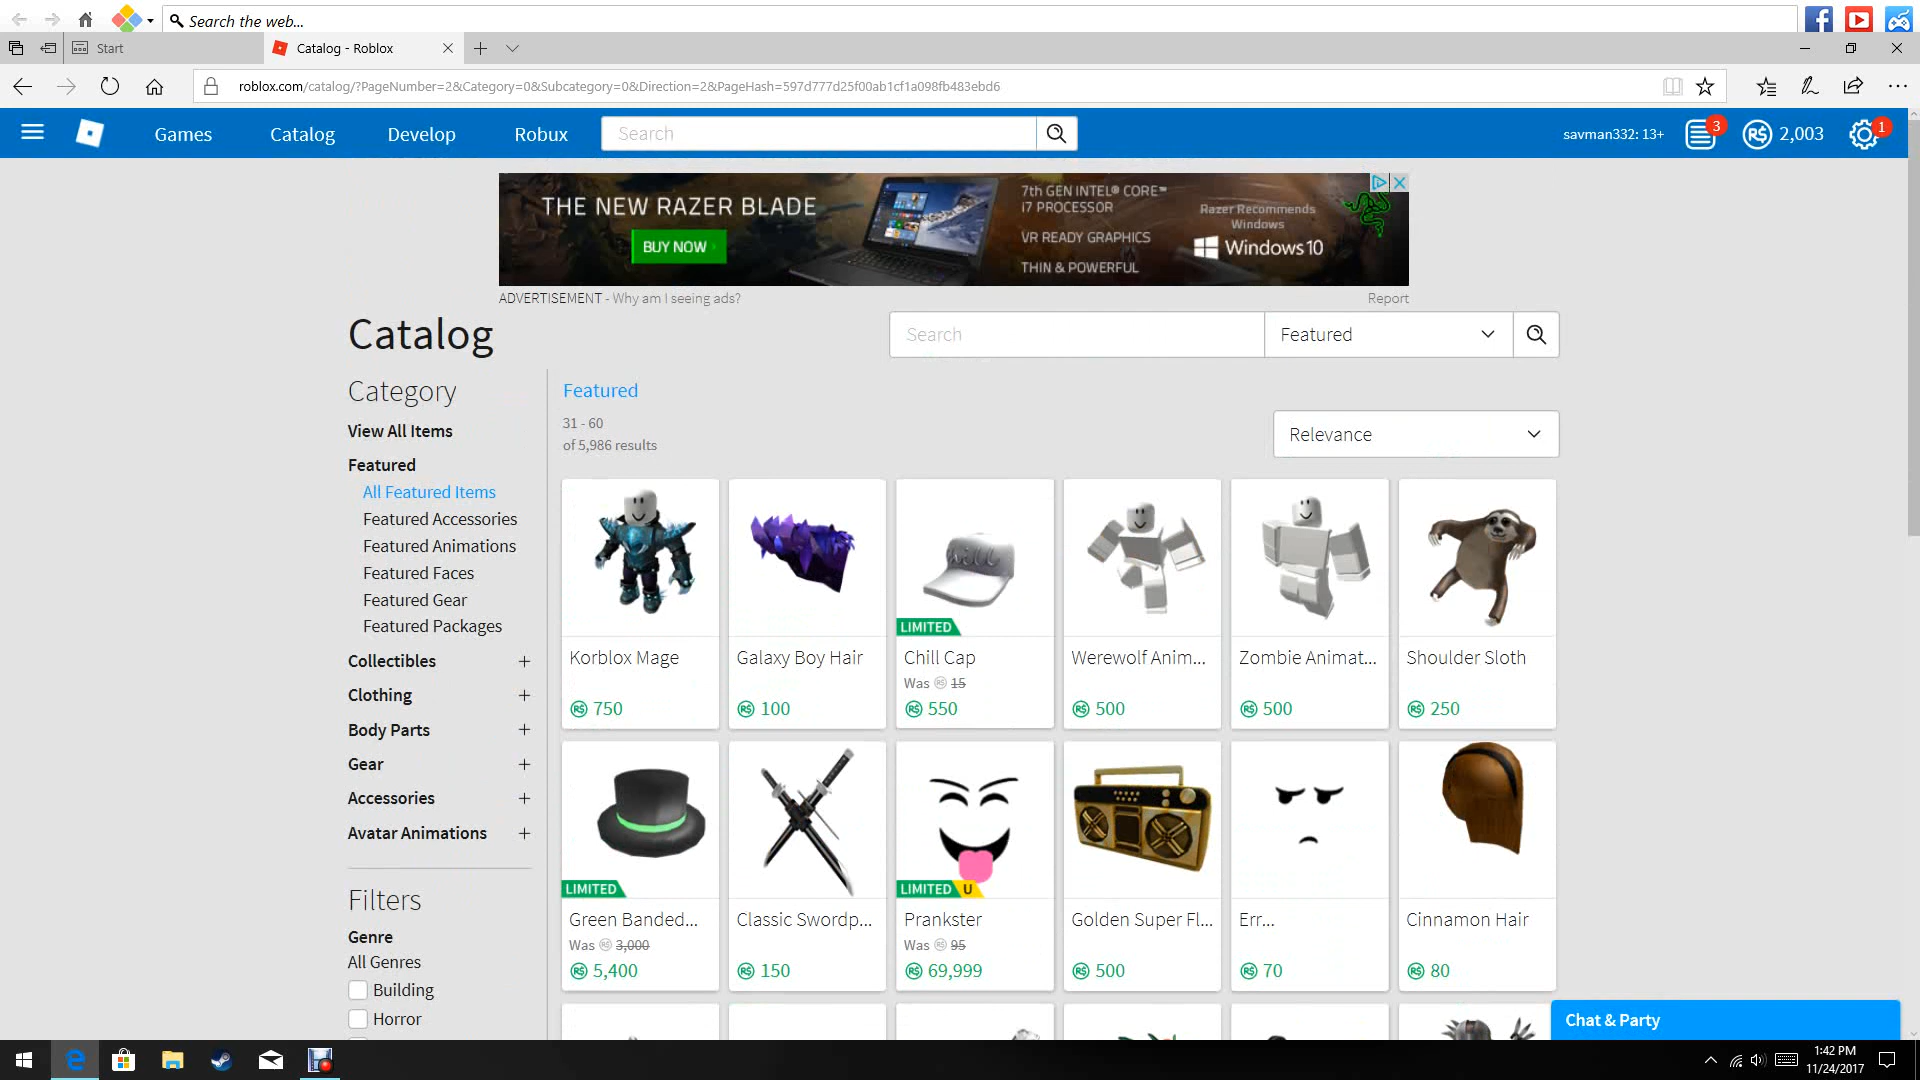 Search the web...
Start
Catalog - Roblox
roblox.com/catalog/?PageNumber=2&Category=0&Subcategory=0&Direction=2&PageHash=597d777d25f00ab1cf1a098fb483ebd6
Games
Catalog
Develop
Robux
Search
savman332: 13+
3
2,003
1
THE NEW RAZER BLADE
BUY NOW
7th GEN INTEL® CORE™
i7 PROCESSOR
VR READY GRAPHICS
THIN & POWERFUL
Razer Recommends
Windows
Windows 10
ADVERTISEMENT - Why am I seeing ads?
Report
Catalog
Search
Featured
Category
View All Items
Featured
All Featured Items
Featured Accessories
Featured Animations
Featured Faces
Featured Gear
Featured Packages
Collectibles +
Clothing +
Body Parts +
Gear +
Accessories +
Avatar Animations +
Filters
Genre
All Genres
Building
Horror
Featured
31 - 60
of 5,986 results
Relevance
Korblox Mage
R$ 750
Galaxy Boy Hair
R$ 100
chill
LIMITED
Chill Cap
Was R$ 15
R$ 550
Werewolf Anim...
R$ 500
Zombie Animat...
R$ 500
Shoulder Sloth
R$ 250
LIMITED
Green Banded...
Was R$ 3,000
R$ 5,400
Classic Swordp...
R$ 150
LIMITED U
Prankster
Was R$ 95
R$ 69,999
Golden Super Fl...
R$ 500
Err...
R$ 70
Cinnamon Hair
R$ 80
Chat & Party
1:42 PM
11/24/2017